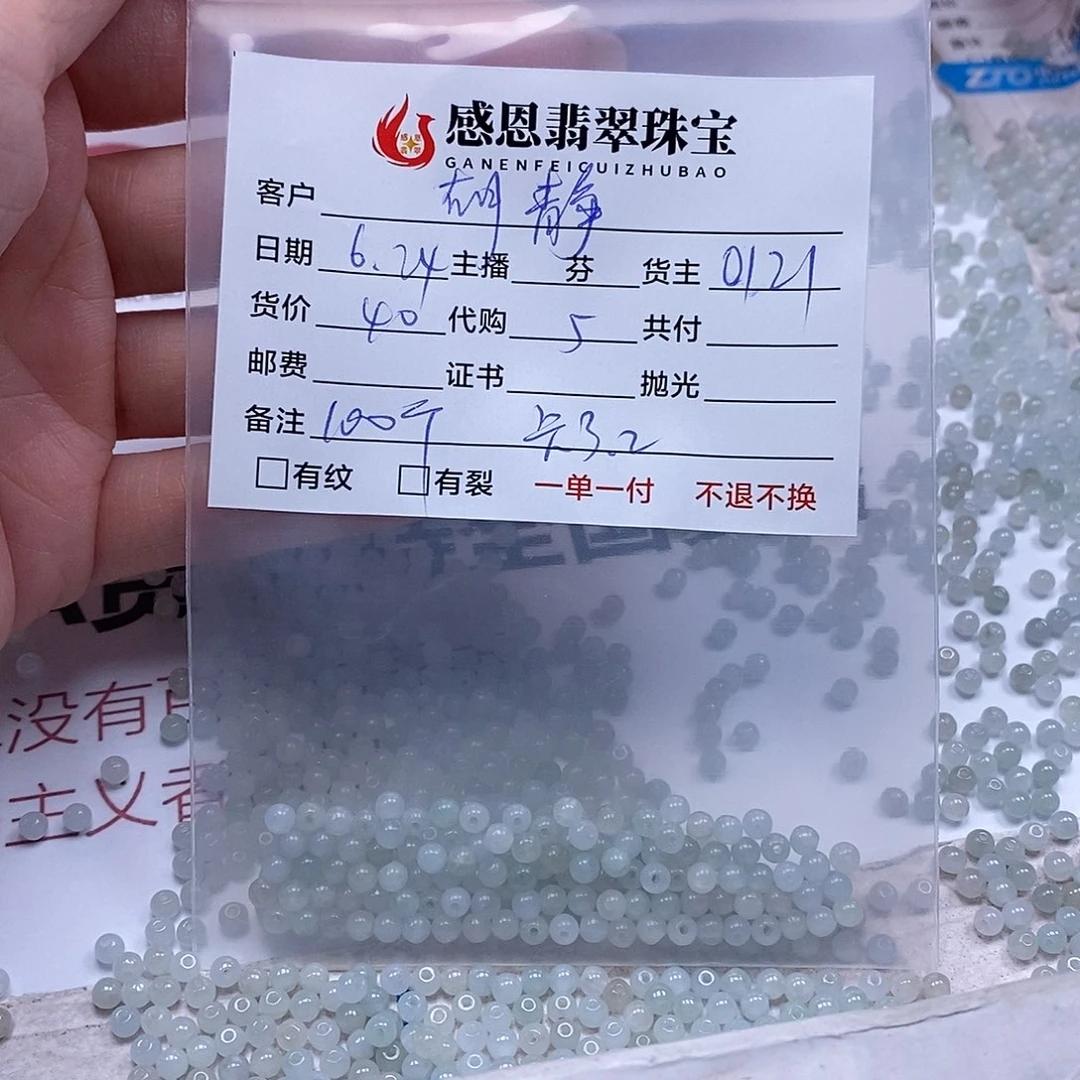 感恩翡翠珠宝
GANENFEICUIZHUBAO
客户 胡静
日期 6.24 主播 芬 货主 0121
货价 40 代购 5 共付
邮费 证书 抛光
备注 100个
□有纹 □有裂 一单一付 不退不换
没有
主义者